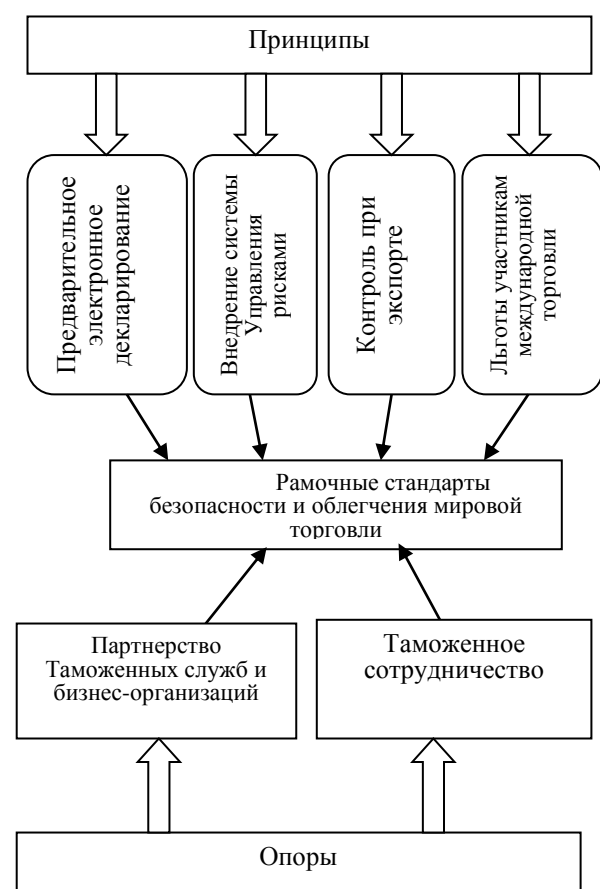 Принципы
Предварительное
электронное
декларирование
Внедрение системы
Управления
рисками
Контроль при
экспорте
Льготы участникам
международной
торговли
Рамочные стандарты
безопасности и облегчения мировой
торговли
Партнерство
Таможенных служб и
бизнес-организаций
Таможенное
сотрудничество
Опоры